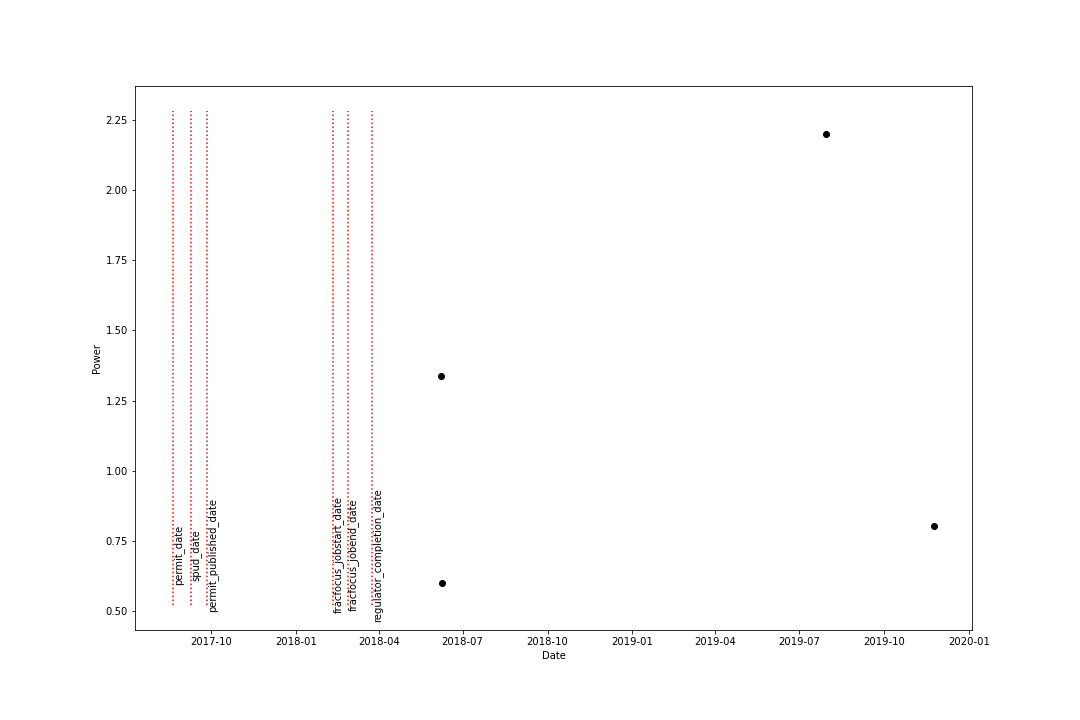 2.25
2.00
1.75
1.50
1.25
1.00
0.75
0.50
Power
permit_date
spud_date
permit_published_date
fracfocus_jobstart_date
fracfocus_jobend_date
regulator_completion_date
2017-10
2018-01
2018-04
2018-07
2018-10
2019-01
2019-04
2019-07
2019-10
2020-01
Date